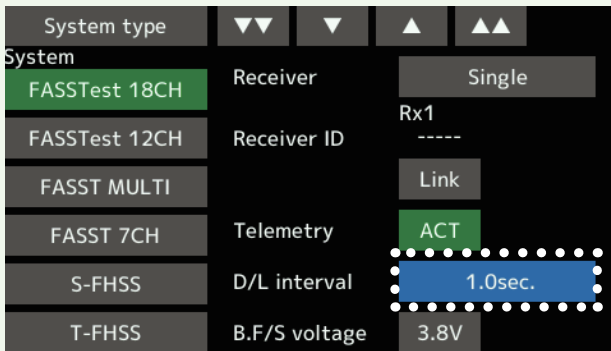 System type ▼▼ ▼ ▲ ▲▲
System
FASSTest 18CH
Receiver Single
Rx1
FASSTest 12CH
Receiver ID -----
FASST MULTI
Link
FASST 7CH
Telemetry ACT
S-FHSS
D/L interval 1.0sec.
T-FHSS
B.F/S voltage 3.8V